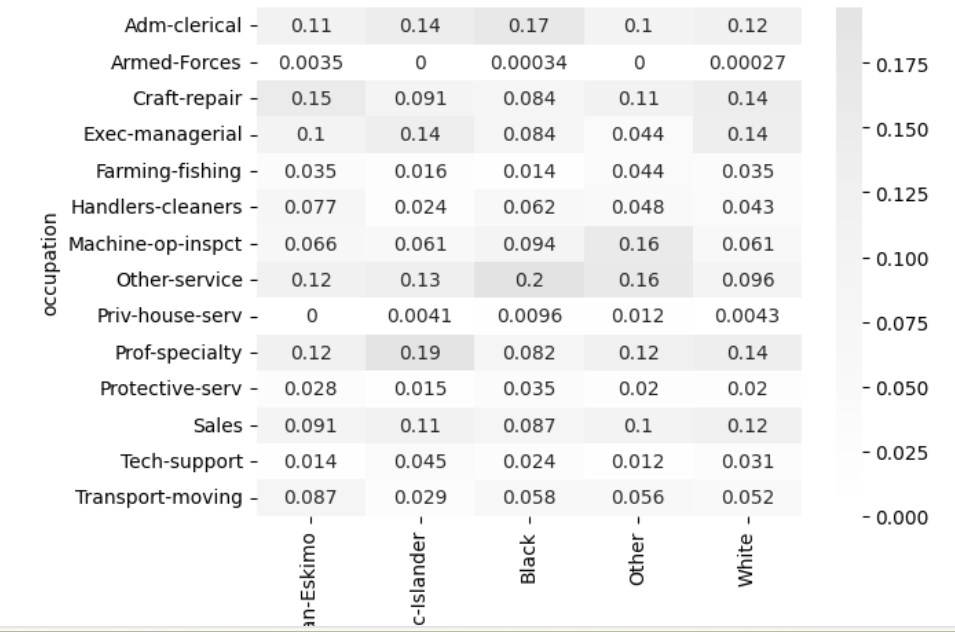 Adm-clerical 0.11 0.14 0.17 0.1 0.12
Armed-Forces 0.0035 0 0.00034 0 0.00027
Craft-repair 0.15 0.091 0.084 0.11 0.14
Exec-managerial 0.1 0.14 0.084 0.044 0.14
Farming-fishing 0.035 0.016 0.014 0.044 0.035
Handlers-cleaners 0.077 0.024 0.062 0.048 0.043
Machine-op-inspct 0.066 0.061 0.094 0.16 0.061
Other-service 0.12 0.13 0.2 0.16 0.096
Priv-house-serv 0 0.0041 0.0096 0.012 0.0043
Prof-specialty 0.12 0.19 0.082 0.12 0.14
Protective-serv 0.028 0.015 0.035 0.02 0.02
Sales 0.091 0.11 0.087 0.1 0.12
Tech-support 0.014 0.045 0.024 0.012 0.031
Transport-moving 0.087 0.029 0.058 0.056 0.052
occupation
an-Eskimo
c-Islander
Black
Other
White
0.175
0.150
0.125
0.100
0.075
0.050
0.025
0.000